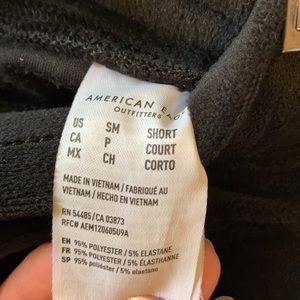 AMERICAN EAG
OUTFITTERS
US SM SHORT
CA P COURT
MX CH CORTO
MADE IN VIETNAM / FABRIQUÉ AU
VIETNAM / HECHO EN VIETNAM
RN 54485/CA 03873
RFC# AEM120605U9A
EN 95% POLYESTER / 5% ELASTANE
FR 95% POLYESTER / 5% ÉLASTHANNE
SP 95% poliéster / 5% elastano